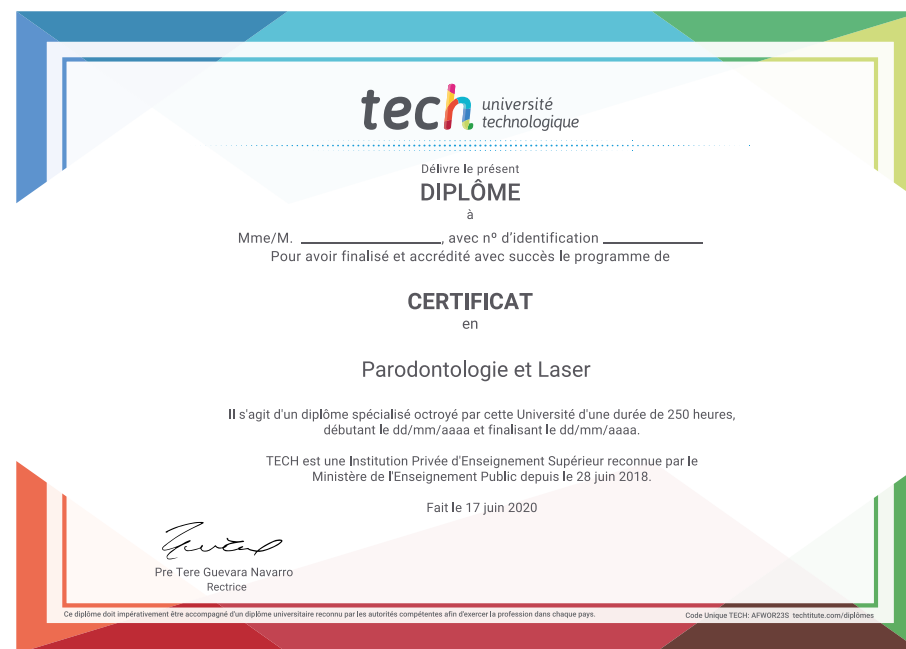 tech université
technologique
Délivre le présent
DIPLÔME
à
Mme/M. ____________________, avec nº d'identification ______________
Pour avoir finalisé et accrédité avec succès le programme de
CERTIFICAT
en
Parodontologie et Laser
Il s'agit d'un diplôme spécialisé octroyé par cette Université d'une durée de 250 heures,
débutant le dd/mm/aaaa et finalisant le dd/mm/aaaa.
TECH est une Institution Privée d'Enseignement Supérieur reconnue par le
Ministère de l'Enseignement Public depuis le 28 juin 2018.
Fait le 17 juin 2020
Pre Tere Guevara Navarro
Rectrice
Ce diplôme doit impérativement être accompagné d'un diplôme universitaire reconnu par les autorités compétentes afin d'exercer la profession dans chaque pays.
Code Unique TECH: AFWOR23S techtitute.com/diplômes